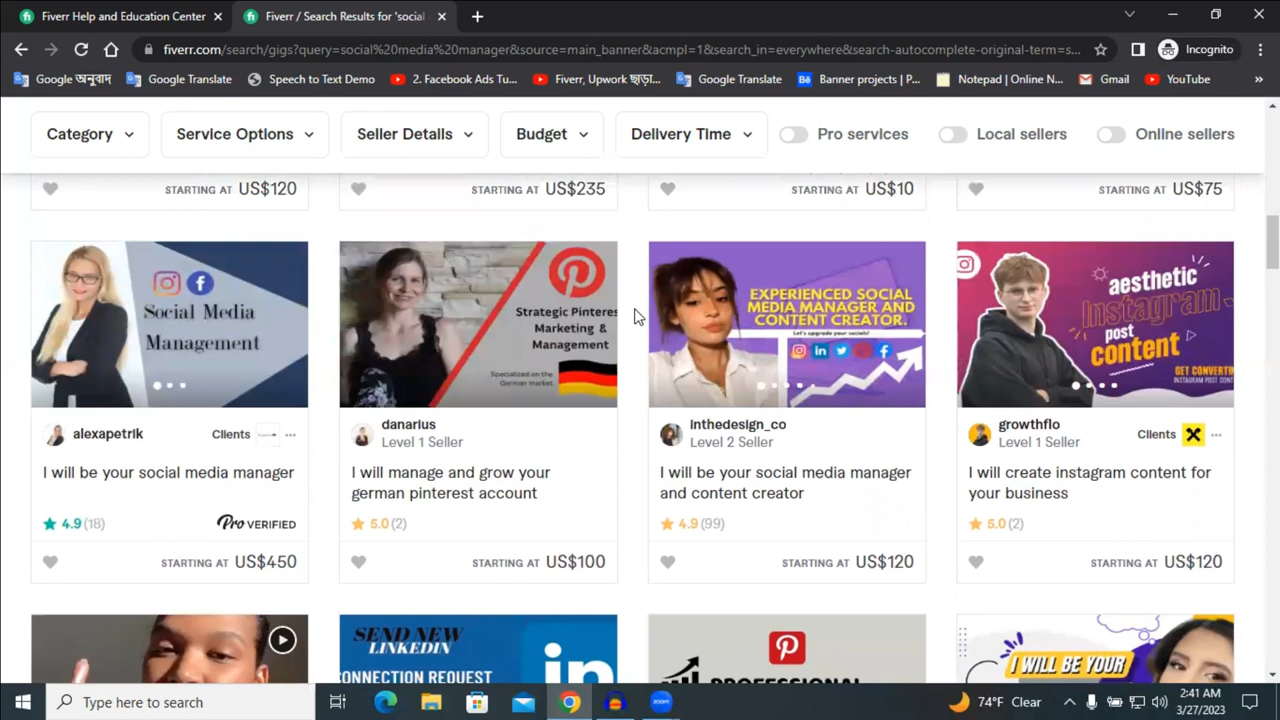 Fiverr Help and Education Center
Fiverr / Search Results for 'social
fiverr.com/search/gigs?query=social%20media%20manager&source=main_banner&acmpl=1&search_in=everywhere&search-autocomplete-original-term=s...
Incognito
Google অনুবাদ
Google Translate
Speech to Text Demo
2. Facebook Ads Tu...
Fiverr, Upwork ছাড়া...
Google Translate
Banner projects | P...
Notepad | Online N...
Gmail
YouTube
»
Category
Service Options
Seller Details
Budget
Delivery Time
Pro services
Local sellers
Online sellers
STARTING AT US$120
STARTING AT US$235
STARTING AT US$10
STARTING AT US$75
Social Media
Management
alexapetrik
Clients
I will be your social media manager
4.9 (18)
Pro VERIFIED
STARTING AT US$450
Strategic Pinteres
Marketing &
Management
Specialized on the
German market
danarius
Level 1 Seller
I will manage and grow your
german pinterest account
5.0 (2)
STARTING AT US$100
EXPERIENCED SOCIAL
MEDIA MANAGER AND
CONTENT CREATOR.
Let's upgrade your socials!
inthedesign_co
Level 2 Seller
I will be your social media manager
and content creator
4.9 (99)
STARTING AT US$120
aesthetic
Instagram
post
content
GET CONVERTIN
INSTAGRAM POST CONT
growthflo
Level 1 Seller
Clients
I will create instagram content for
your business
5.0 (2)
STARTING AT US$120
SEND NEW
LINKEDIN
CONNECTION REQUEST
in
PROFESSIONAL
I WILL BE YOUR
Type here to search
zoom
74°F Clear
2:41 AM
3/27/2023